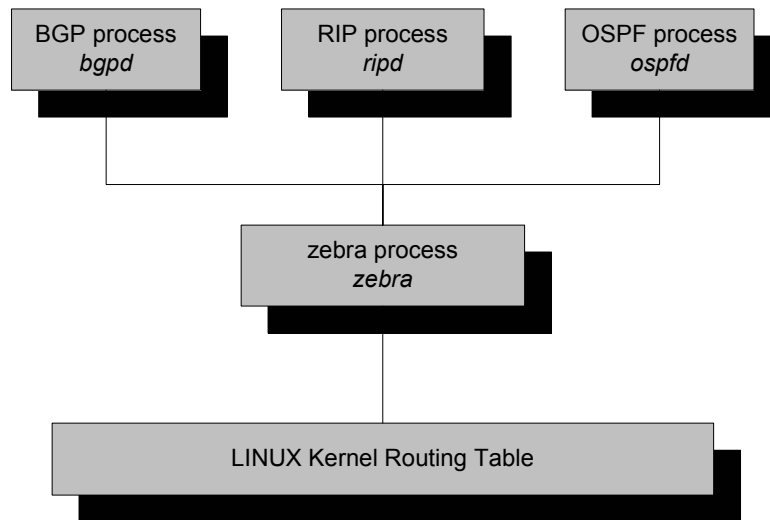 BGP process
bgpd
RIP process
ripd
OSPF process
ospfd
zebra process
zebra
LINUX Kernel Routing Table